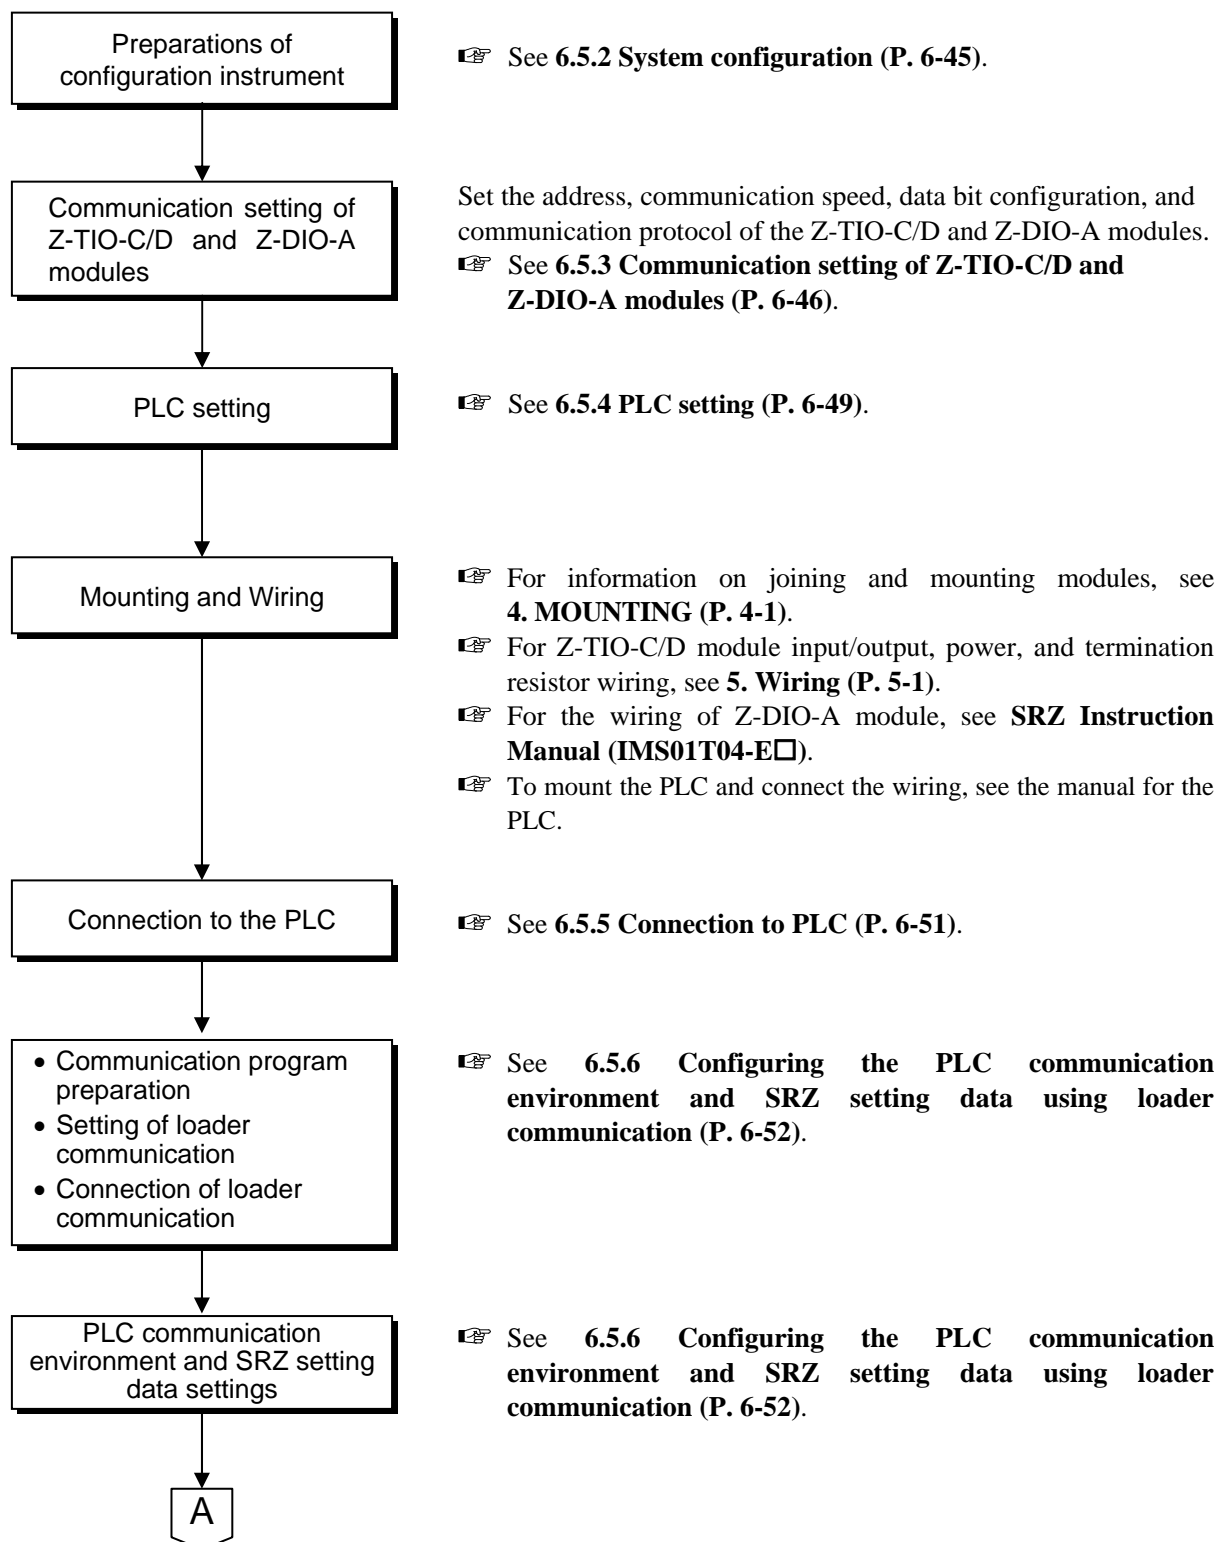 Preparations of
configuration instrument
☞ See 6.5.2 System configuration (P. 6-45).
Communication setting of
Z-TIO-C/D and Z-DIO-A
modules
Set the address, communication speed, data bit configuration, and
communication protocol of the Z-TIO-C/D and Z-DIO-A modules.
☞ See 6.5.3 Communication setting of Z-TIO-C/D and
Z-DIO-A modules (P. 6-46).
PLC setting
☞ See 6.5.4 PLC setting (P. 6-49).
Mounting and Wiring
☞ For information on joining and mounting modules, see
4. MOUNTING (P. 4-1).
☞ For Z-TIO-C/D module input/output, power, and termination
resistor wiring, see 5. Wiring (P. 5-1).
☞ For the wiring of Z-DIO-A module, see SRZ Instruction
Manual (IMS01T04-E□).
☞ To mount the PLC and connect the wiring, see the manual for the
PLC.
Connection to the PLC
☞ See 6.5.5 Connection to PLC (P. 6-51).
• Communication program
preparation
• Setting of loader
communication
• Connection of loader
communication
☞ See 6.5.6 Configuring the PLC communication
environment and SRZ setting data using loader
communication (P. 6-52).
PLC communication
environment and SRZ setting
data settings
☞ See 6.5.6 Configuring the PLC communication
environment and SRZ setting data using loader
communication (P. 6-52).
A